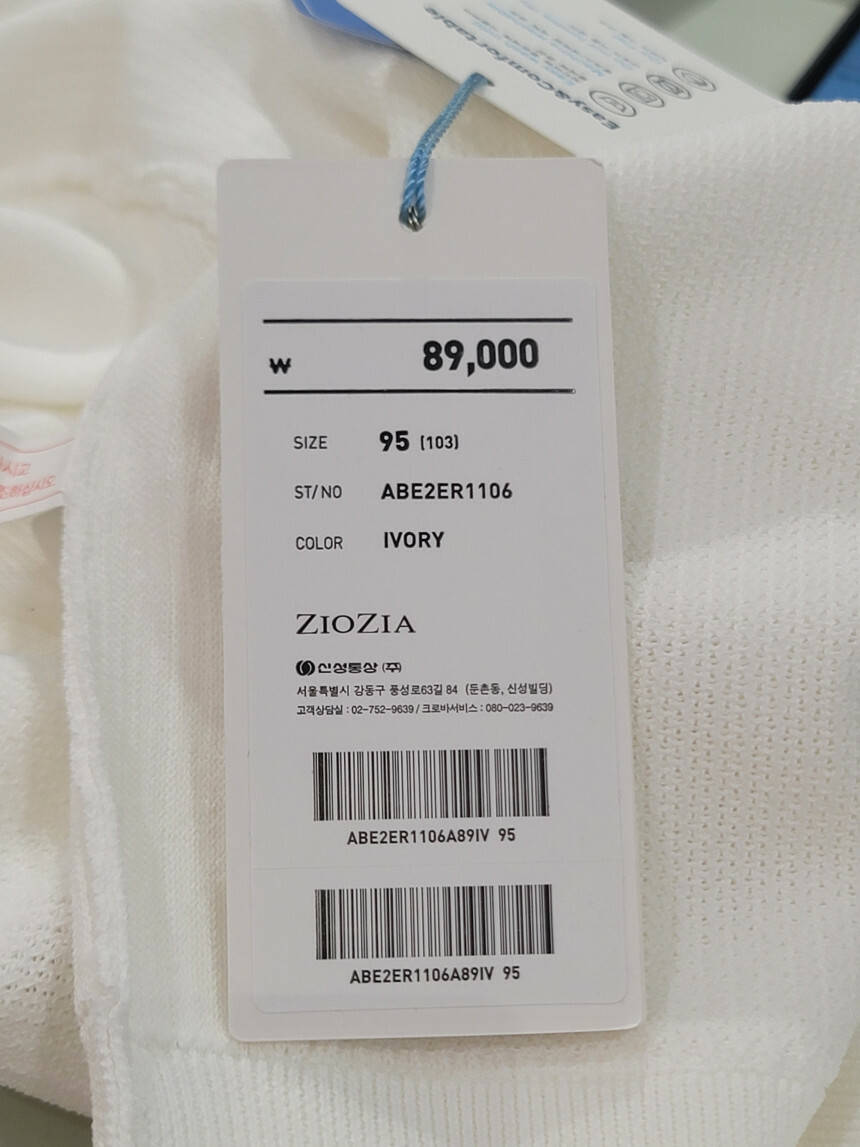 Easy&Comfortable
₩ 89,000
SIZE 95 (103)
ST/NO ABE2ER1106
COLOR IVORY
ZIOZIA
신성통상 (주)
서울특별시 강동구 풍성로63길 84 (둔촌동, 신성빌딩)
고객상담실 : 02-752-9639 / 크로바서비스 : 080-023-9639
ABE2ER1106A89IV 95
ABE2ER1106A89IV 95